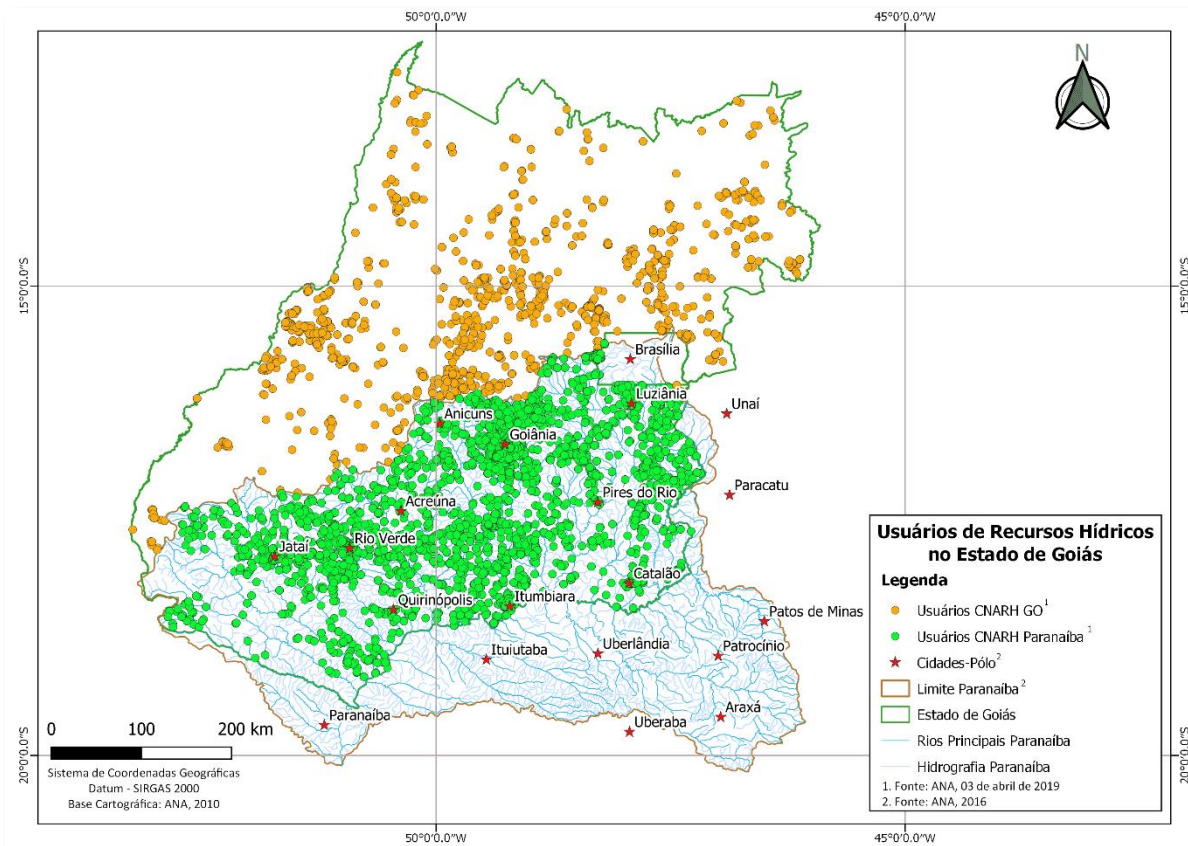 50°0′0.0″W
45°0′0.0″W
N
15°0′0.0″S
15°0′0.0″S
Brasília
Luziânia
Unaí
Anicuns
Goiânia
Paracatu
Pires do Rio
Acreúna
Rio Verde
Jataí
Catalão
Quirinópolis
Itumbiara
Patos de Minas
Ituiutaba
Uberlândia
Patrocínio
Araxá
Paranaíba
Uberaba
Usuários de Recursos Hídricos
no Estado de Goiás
Legenda
Usuários CNARH GO 1
Usuários CNARH Paranaíba 1
Cidades-Pólo 2
Limite Paranaíba 2
Estado de Goiás
Rios Principais Paranaíba
Hidrografia Paranaíba
1. Fonte: ANA, 03 de abril de 2019
2. Fonte: ANA, 2016
0 100 200 km
Sistema de Coordenadas Geográficas
Datum - SIRGAS 2000
Base Cartográfica: ANA, 2010
20°0′0.0″S
20°0′0.0″S
50°0′0.0″W
45°0′0.0″W